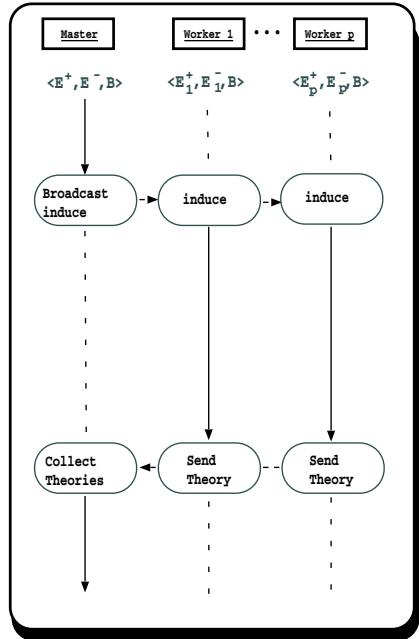 Master Worker 1 ••• Worker p
<E⁺,E⁻,B> <E₁⁺,E₁⁻,B> <Eₚ⁺,Eₚ⁻,B>
Broadcast
induce
induce
induce
Collect
Theories
Send
Theory
Send
Theory